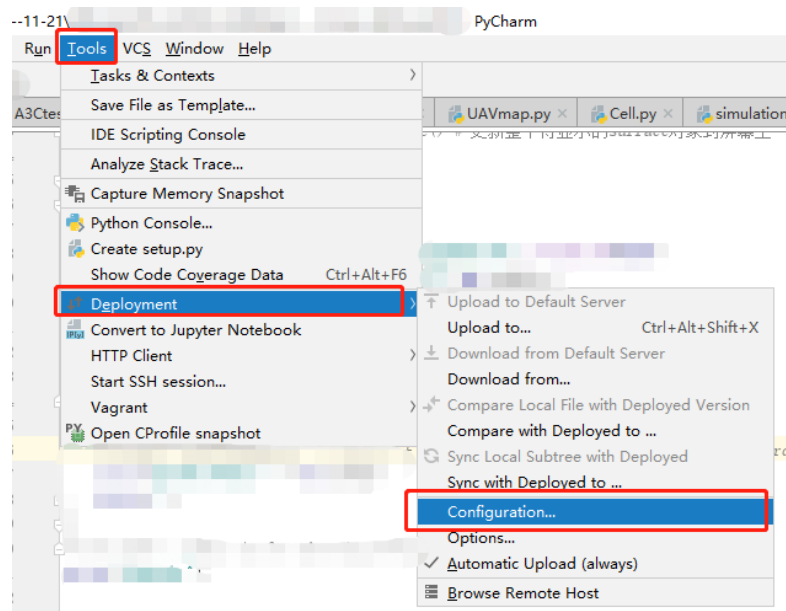 --11-21\ PyCharm
Run Tools VCS Window Help
Tasks & Contexts
Save File as Template...
A3Ctes UAVmap.py Cell.py simulation
IDE Scripting Console
Analyze Stack Trace...
Capture Memory Snapshot
Python Console...
Create setup.py
Show Code Coverage Data Ctrl+Alt+F6
Deployment
Convert to Jupyter Notebook
HTTP Client
Start SSH session...
Vagrant
Open CProfile snapshot
Upload to Default Server
Upload to... Ctrl+Alt+Shift+X
Download from Default Server
Download from...
Compare Local File with Deployed Version
Compare with Deployed to ...
Sync Local Subtree with Deployed
Sync with Deployed to ...
Configuration...
Options...
Automatic Upload (always)
Browse Remote Host